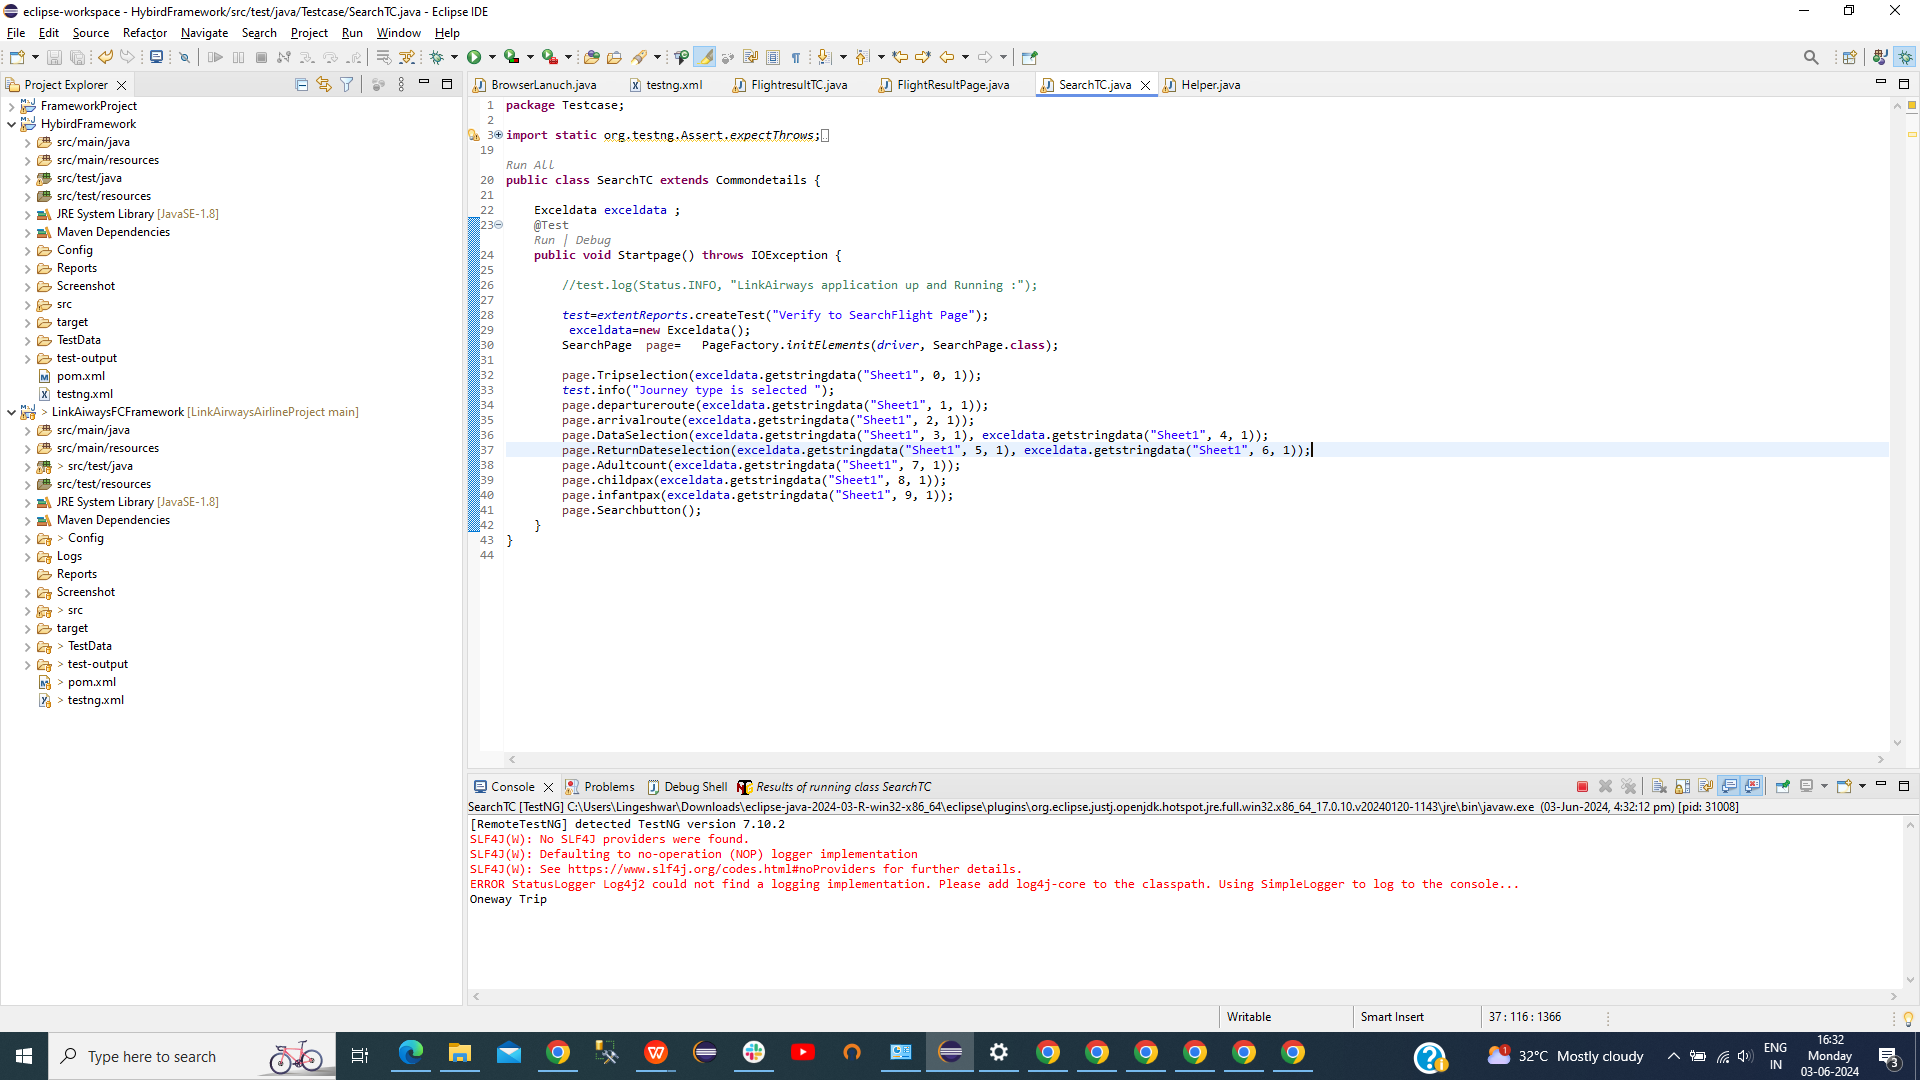 eclipse-workspace - HybirdFramework/src/test/java/Testcase/SearchTC.java - Eclipse IDE
File Edit Source Refactor Navigate Search Project Run Window Help
Project Explorer
FrameworkProject
HybirdFramework
src/main/java
src/main/resources
src/test/java
src/test/resources
JRE System Library [JavaSE-1.8]
Maven Dependencies
Config
Reports
Screenshot
src
target
TestData
test-output
pom.xml
testng.xml
> LinkAiwaysFCFramework [LinkAirwaysAirlineProject main]
src/main/java
src/main/resources
> src/test/java
src/test/resources
JRE System Library [JavaSE-1.8]
Maven Dependencies
> Config
Logs
Reports
Screenshot
> src
target
> TestData
> test-output
> pom.xml
> testng.xml
BrowserLanuch.java testng.xml FlightresultTC.java FlightResultPage.java SearchTC.java Helper.java
1 package Testcase;
2
3 import static org.testng.Assert.expectThrows;
19
Run All
20 public class SearchTC extends Commondetails {
21
22 Exceldata exceldata ;
23 @Test
Run | Debug
24 public void Startpage() throws IOException {
25
26 //test.log(Status.INFO, "LinkAirways application up and Running :");
27
28 test=extentReports.createTest("Verify to SearchFlight Page");
29 exceldata=new Exceldata();
30 SearchPage page= PageFactory.initElements(driver, SearchPage.class);
31
32 page.Tripselection(exceldata.getstringdata("Sheet1", 0, 1));
33 test.info("Journey type is selected ");
34 page.departureroute(exceldata.getstringdata("Sheet1", 1, 1));
35 page.arrivalroute(exceldata.getstringdata("Sheet1", 2, 1));
36 page.DataSelection(exceldata.getstringdata("Sheet1", 3, 1), exceldata.getstringdata("Sheet1", 4, 1));
37 page.ReturnDateselection(exceldata.getstringdata("Sheet1", 5, 1), exceldata.getstringdata("Sheet1", 6, 1));
38 page.Adultcount(exceldata.getstringdata("Sheet1", 7, 1));
39 page.childpax(exceldata.getstringdata("Sheet1", 8, 1));
40 page.infantpax(exceldata.getstringdata("Sheet1", 9, 1));
41 page.Searchbutton();
42 }
43 }
44
Console Problems Debug Shell Results of running class SearchTC
SearchTC [TestNG] C:\Users\Lingeshwar\Downloads\eclipse-java-2024-03-R-win32-x86_64\eclipse\plugins\org.eclipse.justj.openjdk.hotspot.jre.full.win32.x86_64_17.0.10.v20240120-1143\jre\bin\javaw.exe (03-Jun-2024, 4:32:12 pm) [pid: 31008]
[RemoteTestNG] detected TestNG version 7.10.2
SLF4J(W): No SLF4J providers were found.
SLF4J(W): Defaulting to no-operation (NOP) logger implementation
SLF4J(W): See https://www.slf4j.org/codes.html#noProviders for further details.
ERROR StatusLogger Log4j2 could not find a logging implementation. Please add log4j-core to the classpath. Using SimpleLogger to log to the console...
Oneway Trip
Writable Smart Insert 37 : 116 : 1366
Type here to search
32°C Mostly cloudy
ENG
IN
16:32
Monday
03-06-2024
3